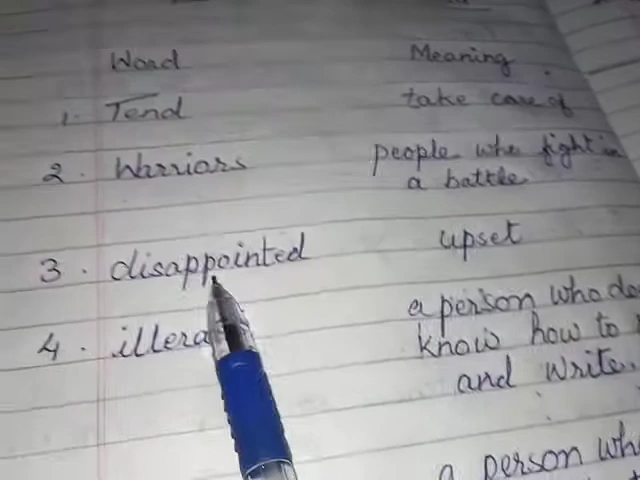 Word Meaning
1. Tend take care of
2. Warriors people who fight in
a battle
3. disappointed upset
4. a person who
know how to
and write.
a person